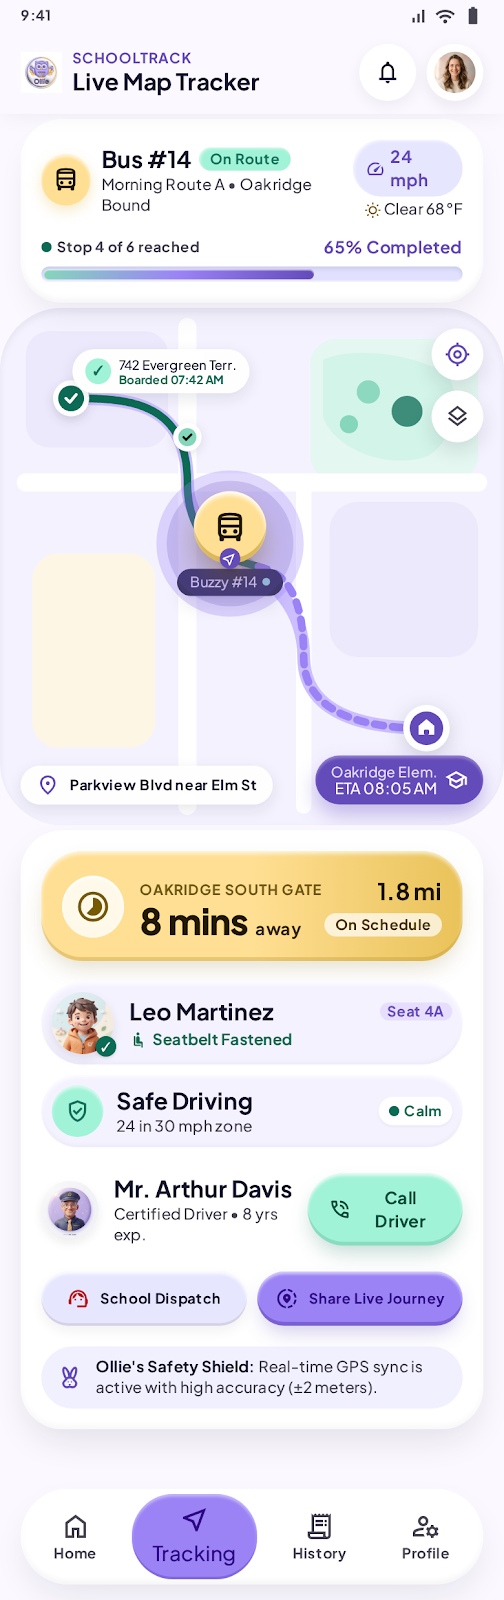 9:41
Ollie
SCHOOLTRACK
Live Map Tracker
Bus #14
On Route
24
mph
Morning Route A • Oakridge
Bound
Clear 68°F
Stop 4 of 6 reached
65% Completed
742 Evergreen Terr.
Boarded 07:42 AM
Buzzy #14
Parkview Blvd near Elm St
Oakridge Elem.
ETA 08:05 AM
OAKRIDGE SOUTH GATE
1.8 mi
8 mins away
On Schedule
Leo Martinez
Seat 4A
Seatbelt Fastened
Safe Driving
24 in 30 mph zone
Calm
Mr. Arthur Davis
Certified Driver • 8 yrs
exp.
Call
Driver
School Dispatch
Share Live Journey
Ollie's Safety Shield: Real-time GPS sync is
active with high accuracy (±2 meters).
Home
Tracking
History
Profile